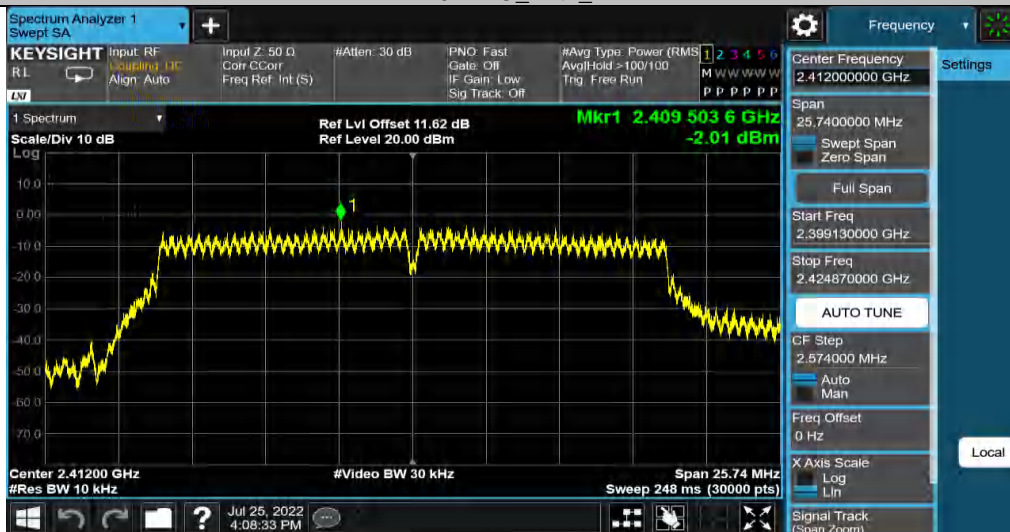 Spectrum Analyzer 1
Swept SA
+
Frequency
KEYSIGHT
RL
LXI
Input: RF
Coupling: DC
Align: Auto
Input Z: 50 Ω
Corr CCorr
Freq Ref: Int (S)
#Atten: 30 dB
PNO: Fast
Gate: Off
IF Gain: Low
Sig Track: Off
#Avg Type: Power (RMS
Avg|Hold >100/100
Trig: Free Run
1 2 3 4 5 6
M W W W W W
P P P P P P
1 Spectrum
Scale/Div 10 dB
Ref Lvl Offset 11.62 dB
Ref Level 20.00 dBm
Mkr1 2.409 503 6 GHz
-2.01 dBm
Log
10.0
0.00
-10.0
-20.0
-30.0
-40.0
-50.0
-60.0
-70.0
1
Center 2.41200 GHz
#Res BW 10 kHz
#Video BW 30 kHz
Span 25.74 MHz
Sweep 248 ms (30000 pts)
?
Jul 25, 2022
4:08:33 PM
Center Frequency
2.412000000 GHz
Span
25.7400000 MHz
Swept Span
Zero Span
Full Span
Start Freq
2.399130000 GHz
Stop Freq
2.424870000 GHz
AUTO TUNE
CF Step
2.574000 MHz
Auto
Man
Freq Offset
0 Hz
X Axis Scale
Log
Lin
Signal Track
(Span Zoom)
Settings
Local